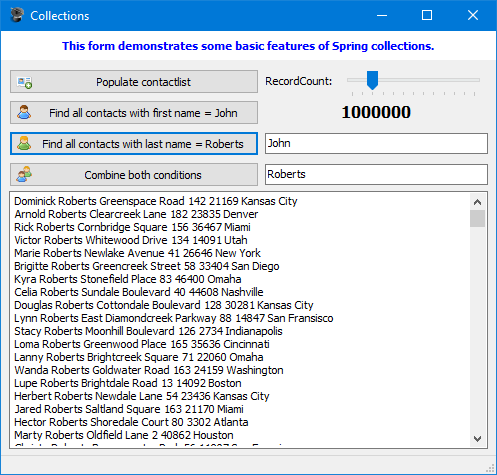 Collections
This form demonstrates some basic features of Spring collections.
Populate contactlist
RecordCount:
Find all contacts with first name = John
1000000
Find all contacts with last name = Roberts
John
Combine both conditions
Roberts
Dominick Roberts Greenspace Road 142 21169 Kansas City
Arnold Roberts Clearcreek Lane 182 23835 Denver
Rick Roberts Cornbridge Square 156 36467 Miami
Victor Roberts Whitewood Drive 134 14091 Utah
Marie Roberts Newlake Avenue 41 26646 New York
Brigitte Roberts Greencreek Street 58 33404 San Diego
Kyra Roberts Stonefield Place 83 46400 Omaha
Celia Roberts Sundale Boulevard 40 44608 Nashville
Douglas Roberts Cottondale Boulevard 128 30281 Kansas City
Lynn Roberts East Diamondcreek Parkway 88 14847 San Fransisco
Stacy Roberts Moonhill Boulevard 126 2734 Indianapolis
Loma Roberts Greenwood Place 165 35636 Cincinnati
Lanny Roberts Brightcreek Square 71 22060 Omaha
Wanda Roberts Goldwater Road 163 24159 Washington
Lupe Roberts Brightdale Road 13 14092 Boston
Herbert Roberts Newdale Lane 54 23436 Kansas City
Jared Roberts Saltland Square 163 21170 Miami
Hector Roberts Shoredale Court 80 3302 Atlanta
Marty Roberts Oldfield Lane 2 40862 Houston